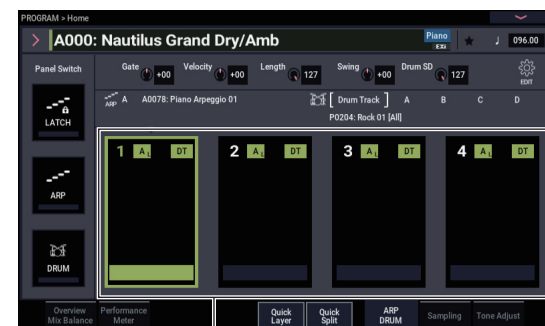 PROGRAM > Home
A000: Nautilus Grand Dry/Amb
Piano
EXi
♩ 096.00
Panel Switch
Gate +00 Velocity +00 Length 127 Swing +00 Drum SD 127
EDIT
ARP A A0078: Piano Arpeggio 01
[ Drum Track ] A B C D
P0204: Rock 01 [All]
LATCH
ARP
DRUM
1 A DT
2 A DT
3 A DT
4 A DT
Overview
Mix Balance
Performance
Meter
Quick
Layer
Quick
Split
ARP
DRUM
Sampling
Tone Adjust